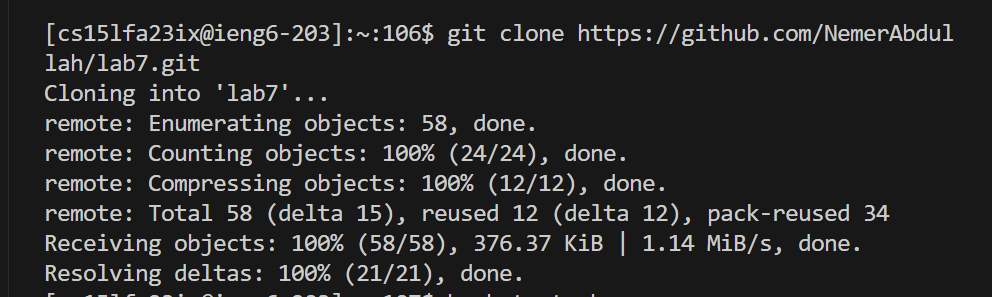 [cs15lfa23ix@ieng6-203]:~:106$ git clone https://github.com/NemerAbdul
lah/lab7.git
Cloning into 'lab7'...
remote: Enumerating objects: 58, done.
remote: Counting objects: 100% (24/24), done.
remote: Compressing objects: 100% (12/12), done.
remote: Total 58 (delta 15), reused 12 (delta 12), pack-reused 34
Receiving objects: 100% (58/58), 376.37 KiB | 1.14 MiB/s, done.
Resolving deltas: 100% (21/21), done.